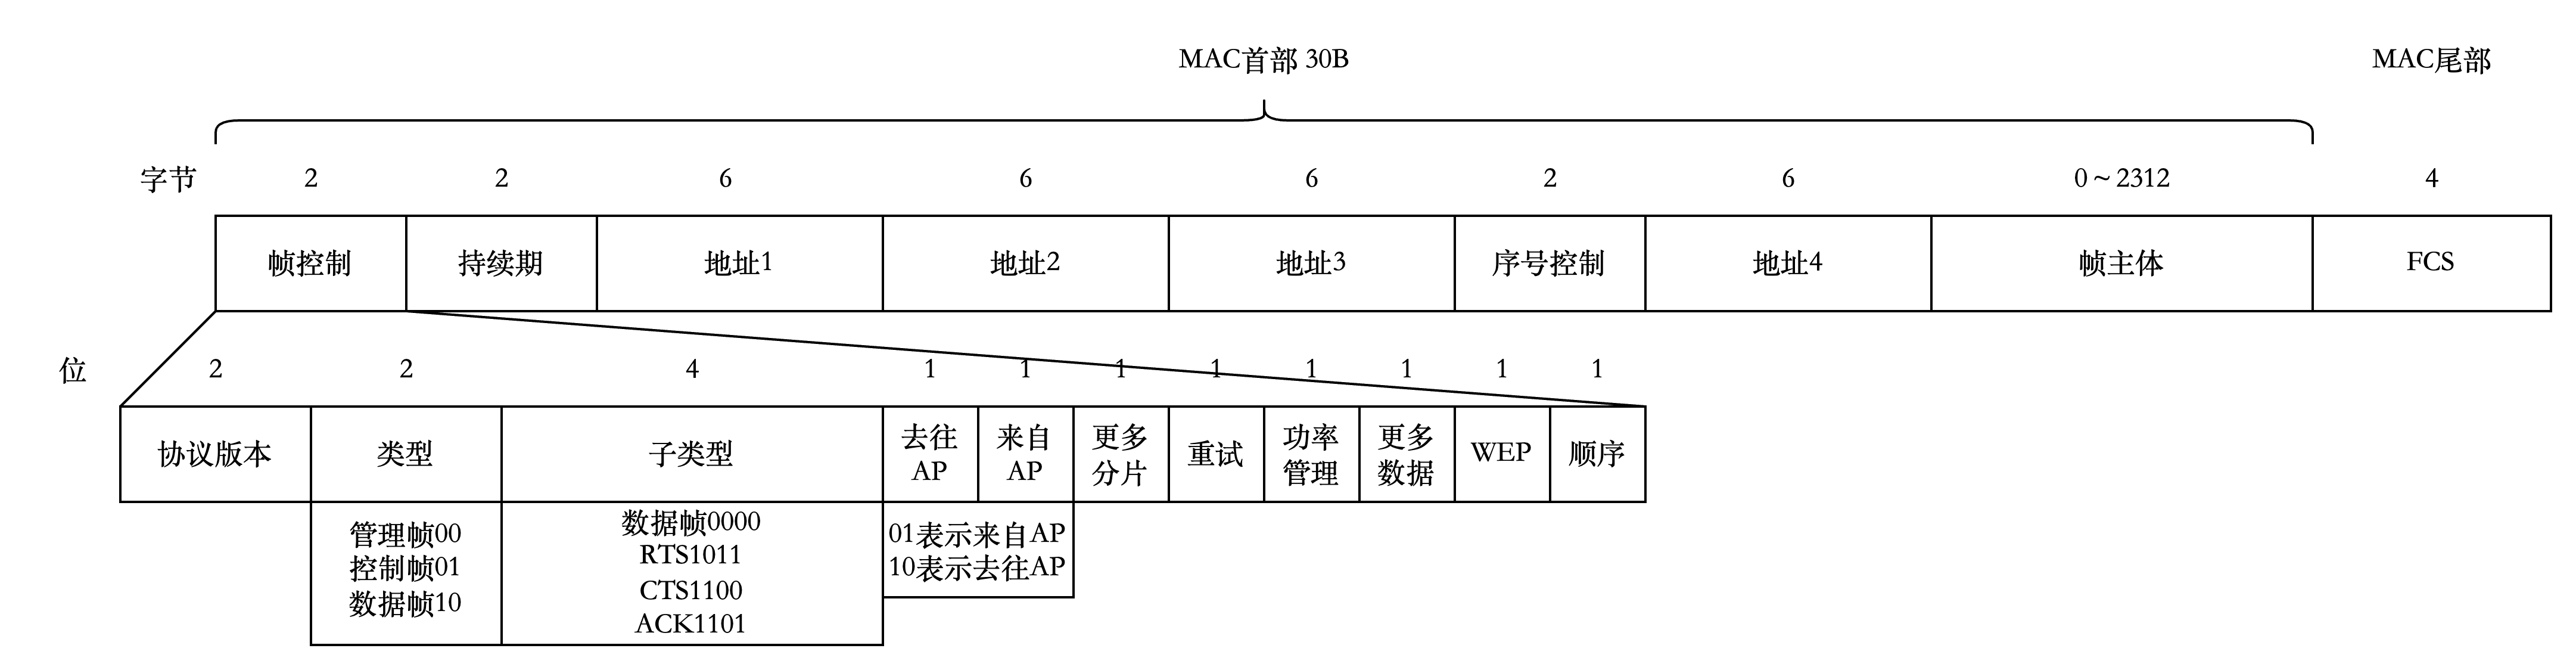 MAC首部 30B
MAC尾部
字节 2 2 6 6 6 2 6 0～2312 4
帧控制 持续期 地址1 地址2 地址3 序号控制 地址4 帧主体 FCS
位 2 2 4 1 1 1 1 1 1 1 1
协议版本 类型 子类型 去往 来自 更多 重试 功率 更多 WEP 顺序
AP AP 分片 管理 数据
管理帧00
控制帧01
数据帧10
数据帧0000
RTS1011
CTS1100
ACK1101
01表示来自AP
10表示去往AP